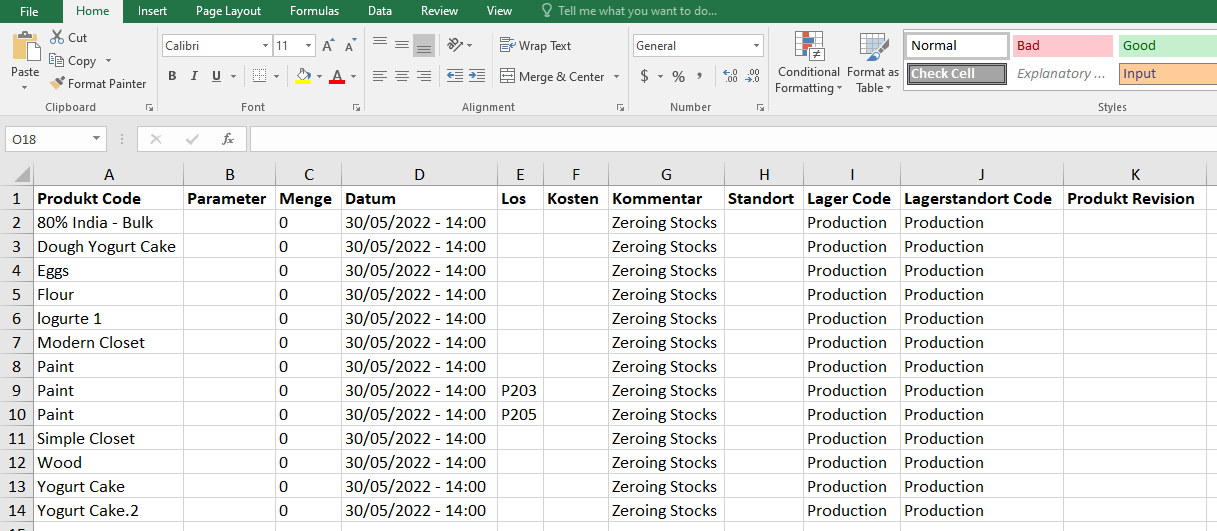 File Home Insert Page Layout Formulas Data Review View Tell me what you want to do...
Cut
Copy
Format Painter
Paste
Clipboard
Calibri 11
B I U
Font
Wrap Text
Merge & Center
Alignment
General
$ %
Number
Conditional Formatting
Format as Table
Normal Bad Good
Check Cell Explanatory ... Input
Styles
O18 fx
A B C D E F G H I J K
1 Produkt Code Parameter Menge Datum Los Kosten Kommentar Standort Lager Code Lagerstandort Code Produkt Revision
2 80% India - Bulk 0 30/05/2022 - 14:00 Zeroing Stocks Production Production
3 Dough Yogurt Cake 0 30/05/2022 - 14:00 Zeroing Stocks Production Production
4 Eggs 0 30/05/2022 - 14:00 Zeroing Stocks Production Production
5 Flour 0 30/05/2022 - 14:00 Zeroing Stocks Production Production
6 Iogurte 1 0 30/05/2022 - 14:00 Zeroing Stocks Production Production
7 Modern Closet 0 30/05/2022 - 14:00 Zeroing Stocks Production Production
8 Paint 0 30/05/2022 - 14:00 Zeroing Stocks Production Production
9 Paint 0 30/05/2022 - 14:00 P203 Zeroing Stocks Production Production
10 Paint 0 30/05/2022 - 14:00 P205 Zeroing Stocks Production Production
11 Simple Closet 0 30/05/2022 - 14:00 Zeroing Stocks Production Production
12 Wood 0 30/05/2022 - 14:00 Zeroing Stocks Production Production
13 Yogurt Cake 0 30/05/2022 - 14:00 Zeroing Stocks Production Production
14 Yogurt Cake.2 0 30/05/2022 - 14:00 Zeroing Stocks Production Production